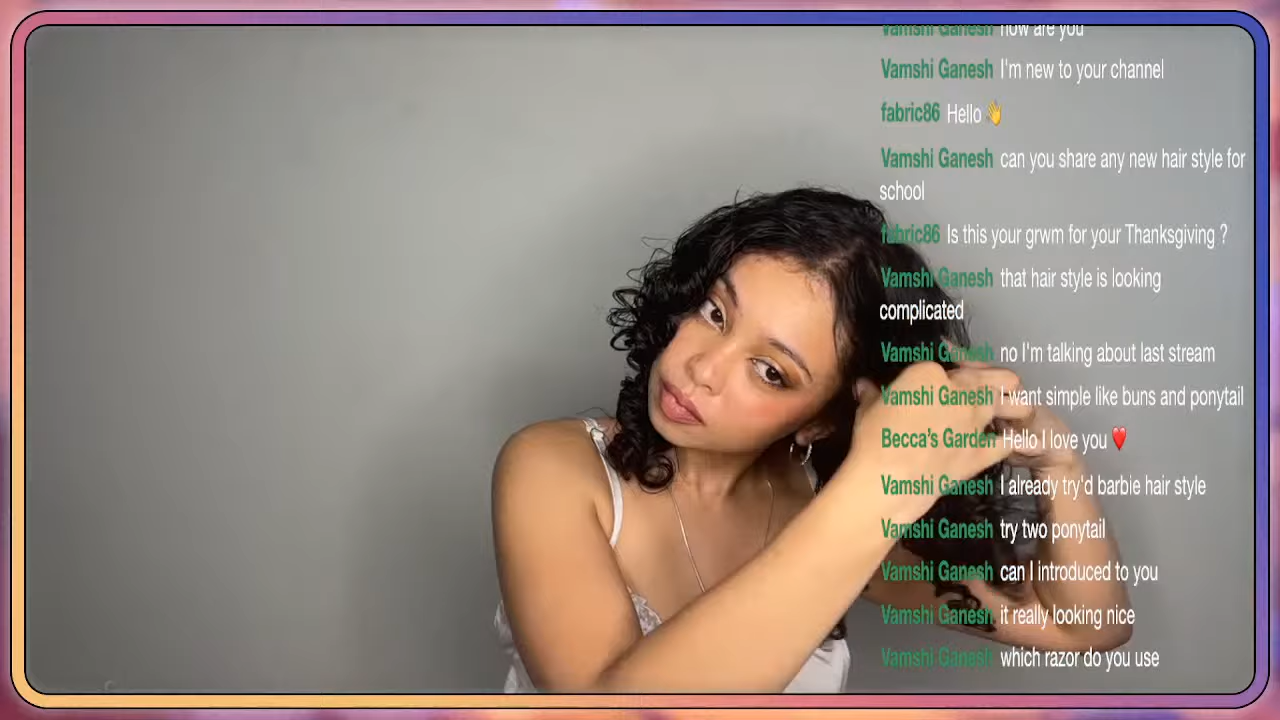 Vamshi Ganesh how are you
Vamshi Ganesh I'm new to your channel
fabric86 Hello 👋
Vamshi Ganesh can you share any new hair style for
school
fabric86 Is this your grwm for your Thanksgiving ?
Vamshi Ganesh that hair style is looking
complicated
Vamshi Ganesh no I'm talking about last stream
Vamshi Ganesh I want simple like buns and ponytail
Becca's Garden Hello I love you ❤️
Vamshi Ganesh I already try'd barbie hair style
Vamshi Ganesh try two ponytail
Vamshi Ganesh can I introduced to you
Vamshi Ganesh it really looking nice
Vamshi Ganesh which razor do you use